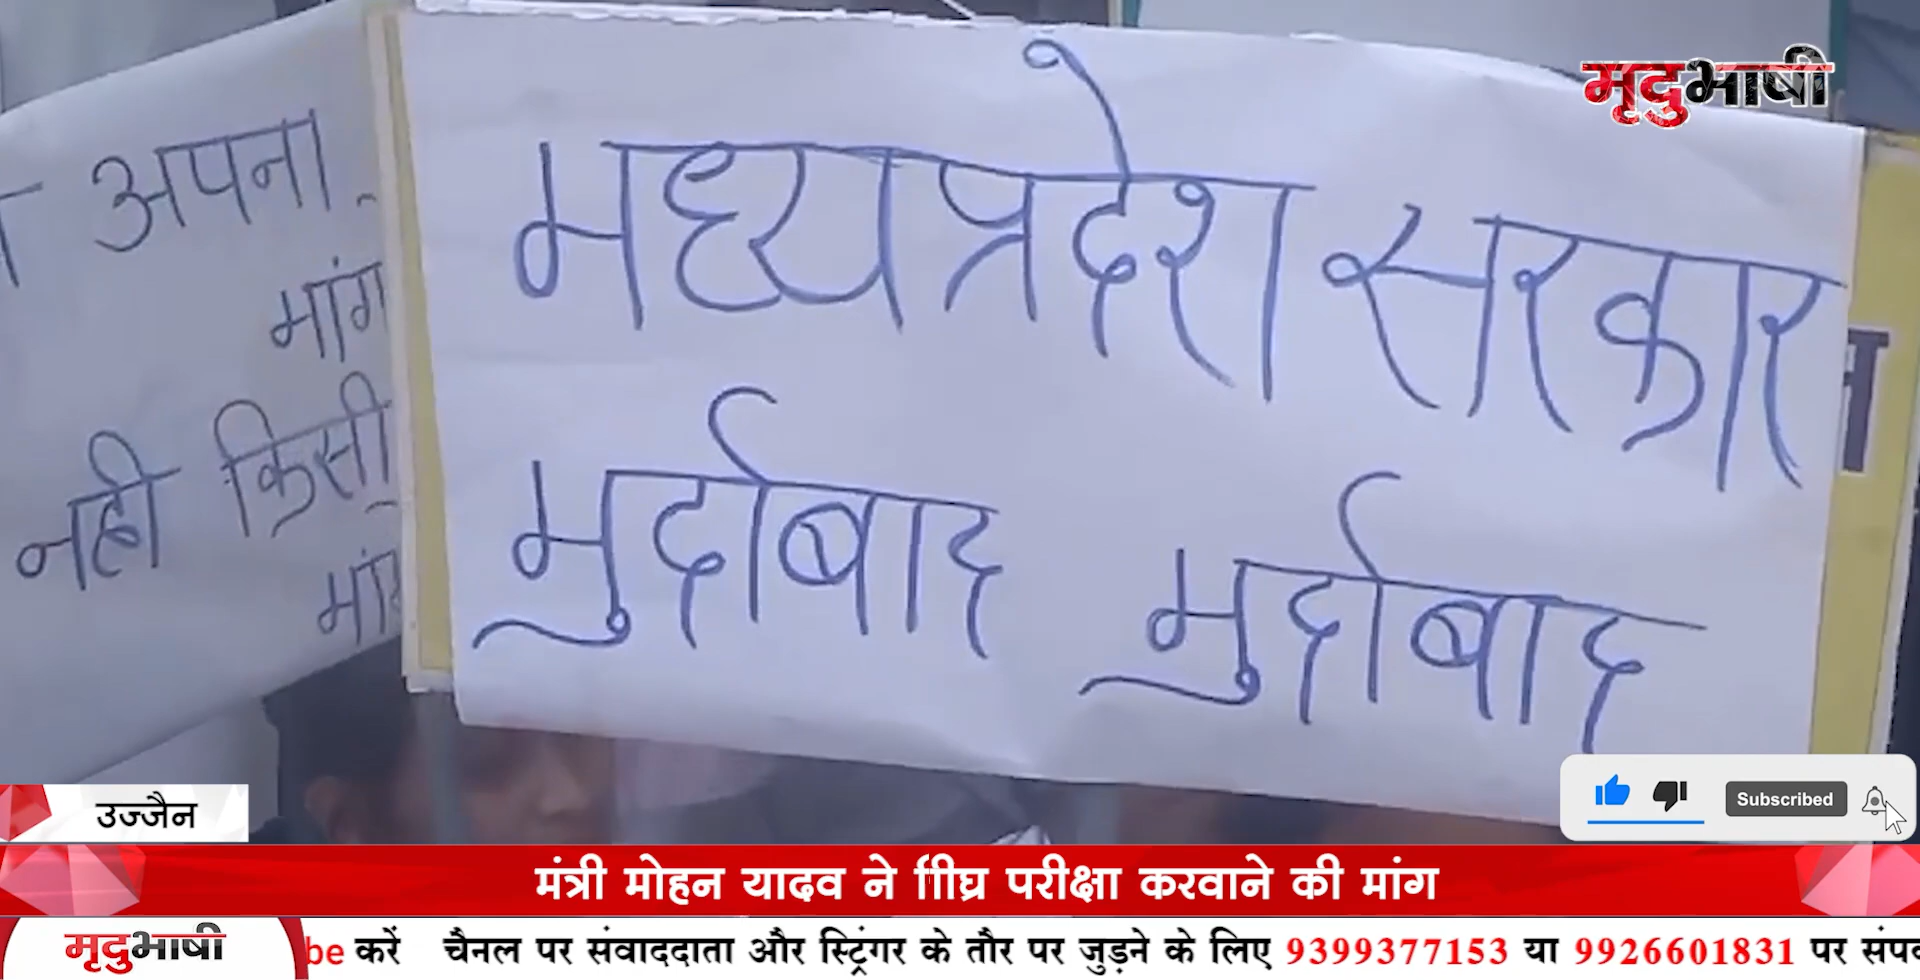 मृदुभाषी
अपना
मांग
नही किसी
मध्यप्रदेश सरकार
मुर्दाबाद मुर्दाबाद
उज्जैन
Subscribed
मंत्री मोहन यादव ने ाीघ्र परीक्षा करवाने की मांग
मृदुभाषी
be करें चैनल पर संवाददाता और स्ट्रिंगर के तौर पर जुड़ने के लिए 9399377153 या 9926601831 पर